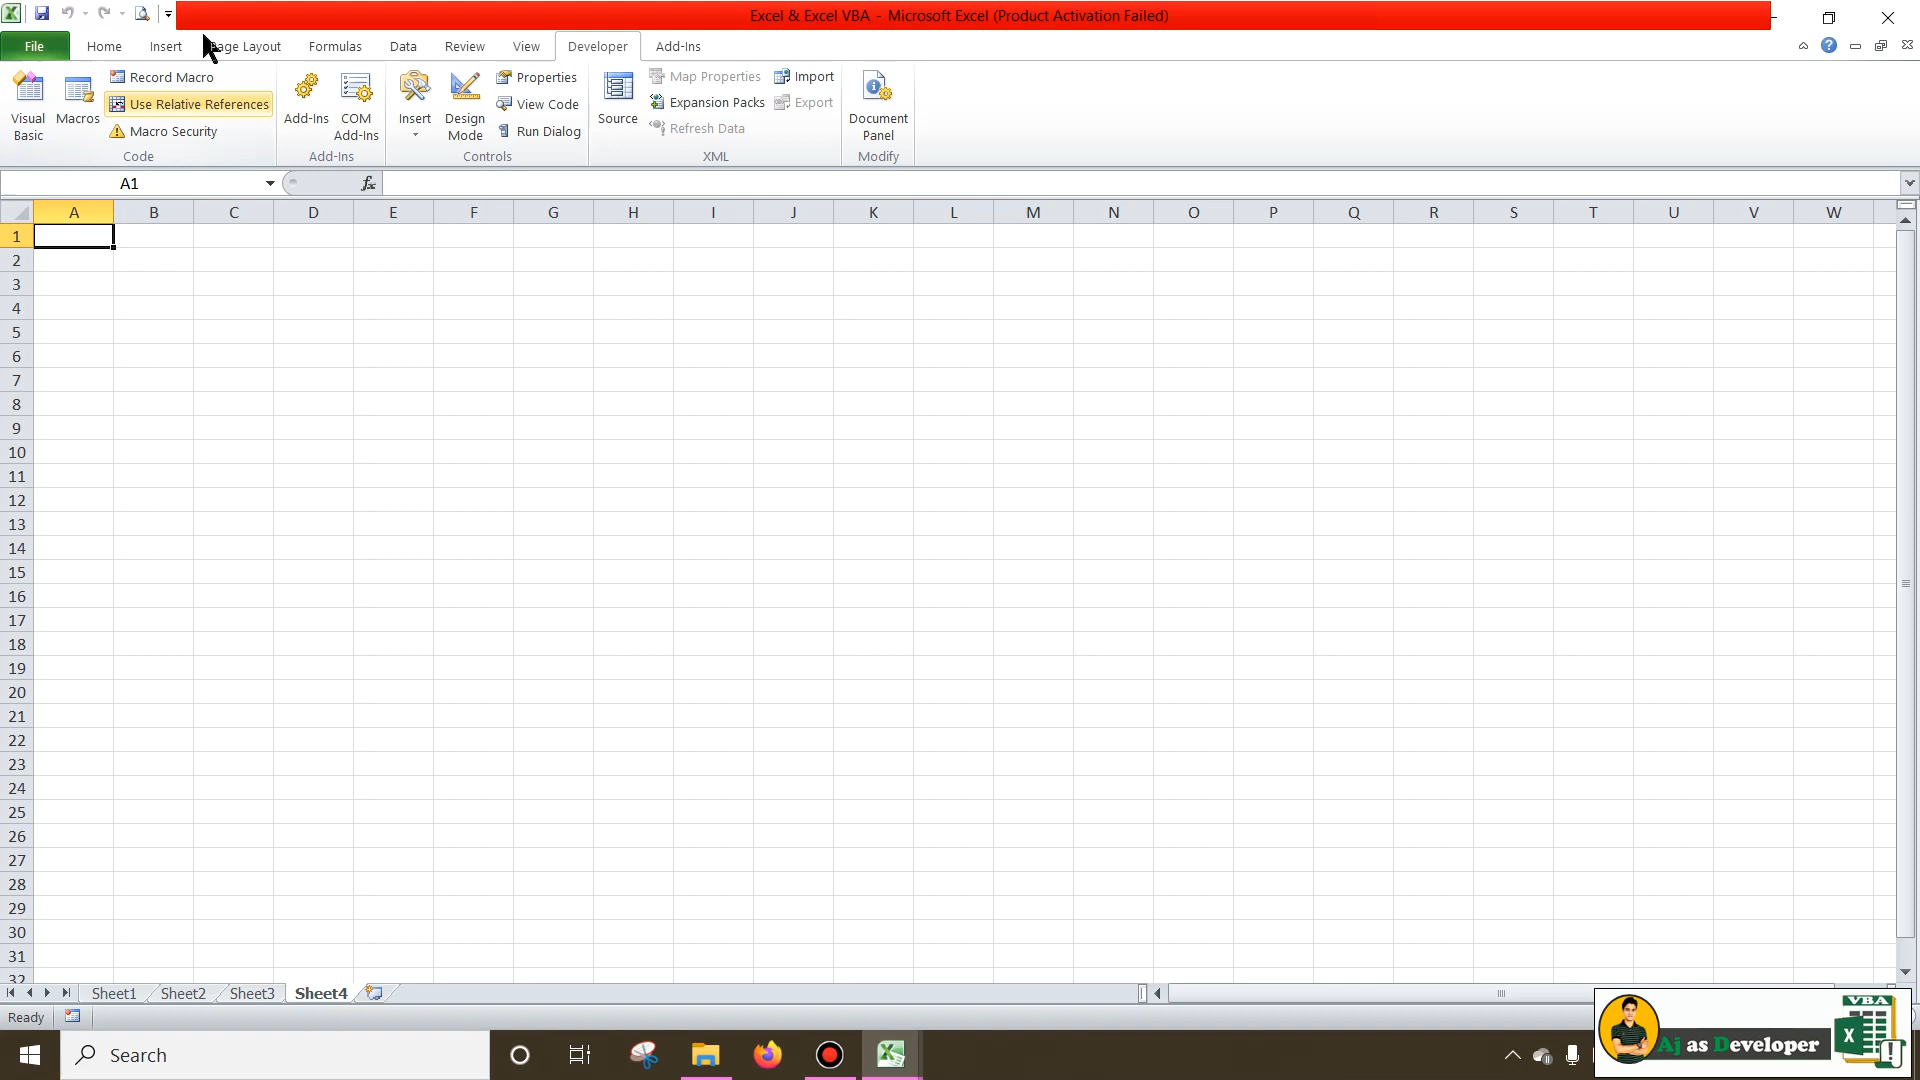 Excel & Excel VBA - Microsoft Excel (Product Activation Failed)
File Home Insert Page Layout Formulas Data Review View Developer Add-Ins
Visual Basic
Macros
Record Macro
Use Relative References
Macro Security
Code
Add-Ins
COM Add-Ins
Add-Ins
Insert
Design Mode
Properties
View Code
Run Dialog
Controls
Source
Map Properties
Expansion Packs
Refresh Data
Import
Export
XML
Document Panel
Modify
A1 fx
A B C D E F G H I J K L M N O P Q R S T U V W
1
2
3
4
5
6
7
8
9
10
11
12
13
14
15
16
17
18
19
20
21
22
23
24
25
26
27
28
29
30
31
32
Sheet1 Sheet2 Sheet3 Sheet4
Ready
Search
Aj as Developer
VBA
X